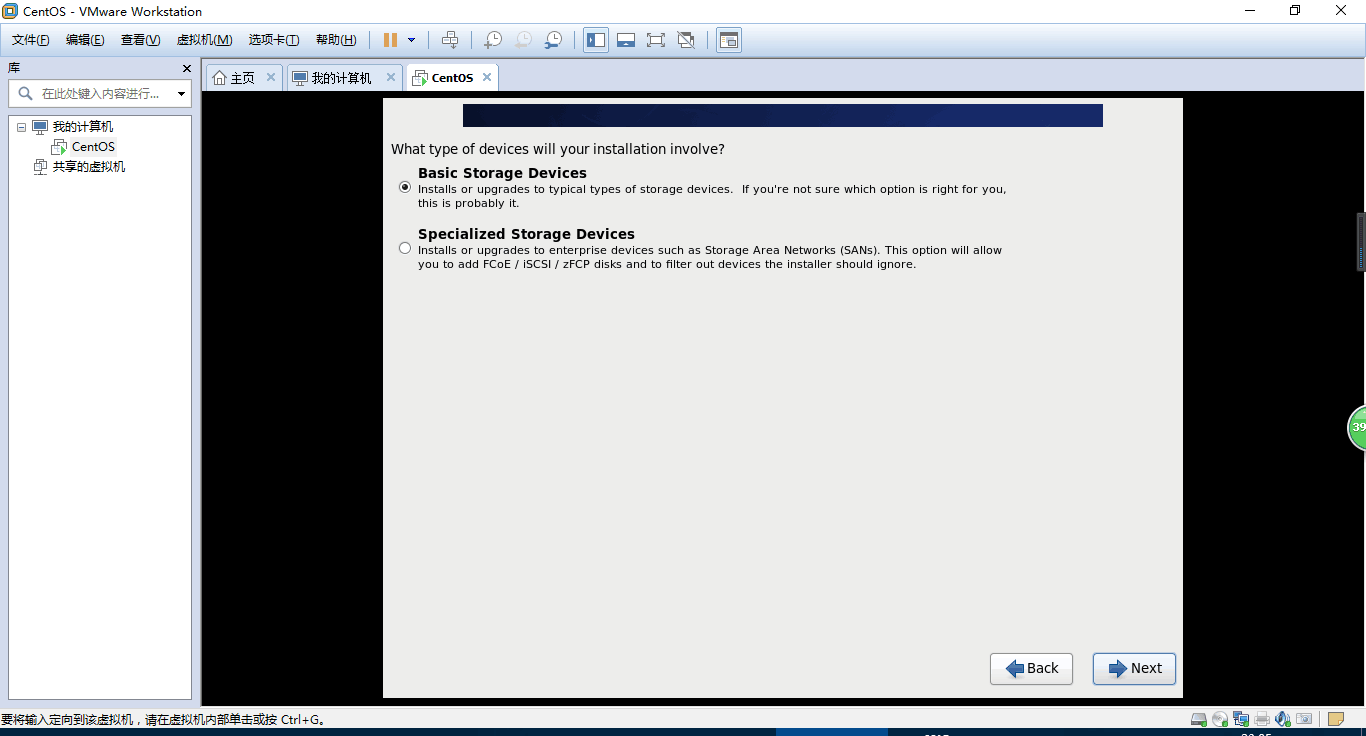 CentOS - VMware Workstation
文件(F) 编辑(E) 查看(V) 虚拟机(M) 选项卡(T) 帮助(H)
库
在此处键入内容进行...
我的计算机
CentOS
共享的虚拟机
主页 我的计算机 CentOS
What type of devices will your installation involve?
Basic Storage Devices
Installs or upgrades to typical types of storage devices.  If you're not sure which option is right for you,
this is probably it.
Specialized Storage Devices
Installs or upgrades to enterprise devices such as Storage Area Networks (SANs). This option will allow
you to add FCoE / iSCSI / zFCP disks and to filter out devices the installer should ignore.
39
Back Next
要将输入定向到该虚拟机，请在虚拟机内部单击或按 Ctrl+G。